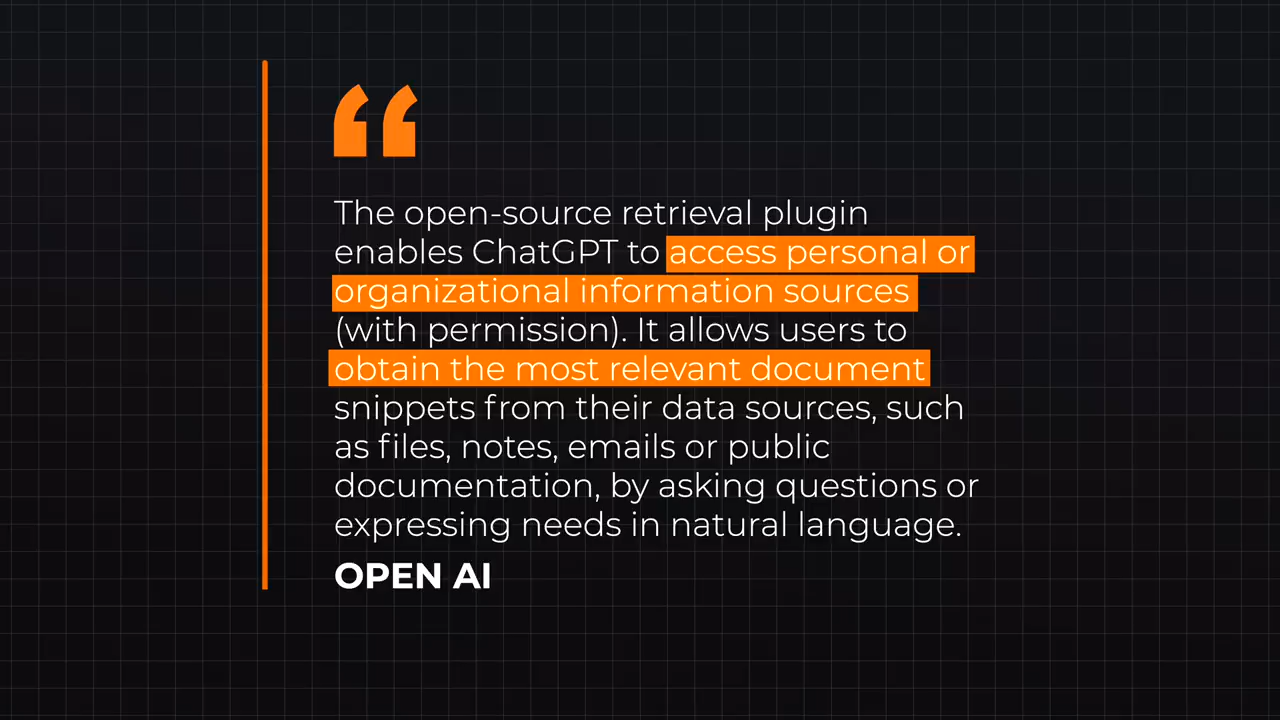 “
The open-source retrieval plugin
enables ChatGPT to access personal or
organizational information sources
(with permission). It allows users to
obtain the most relevant document
snippets from their data sources, such
as files, notes, emails or public
documentation, by asking questions or
expressing needs in natural language.
OPEN AI